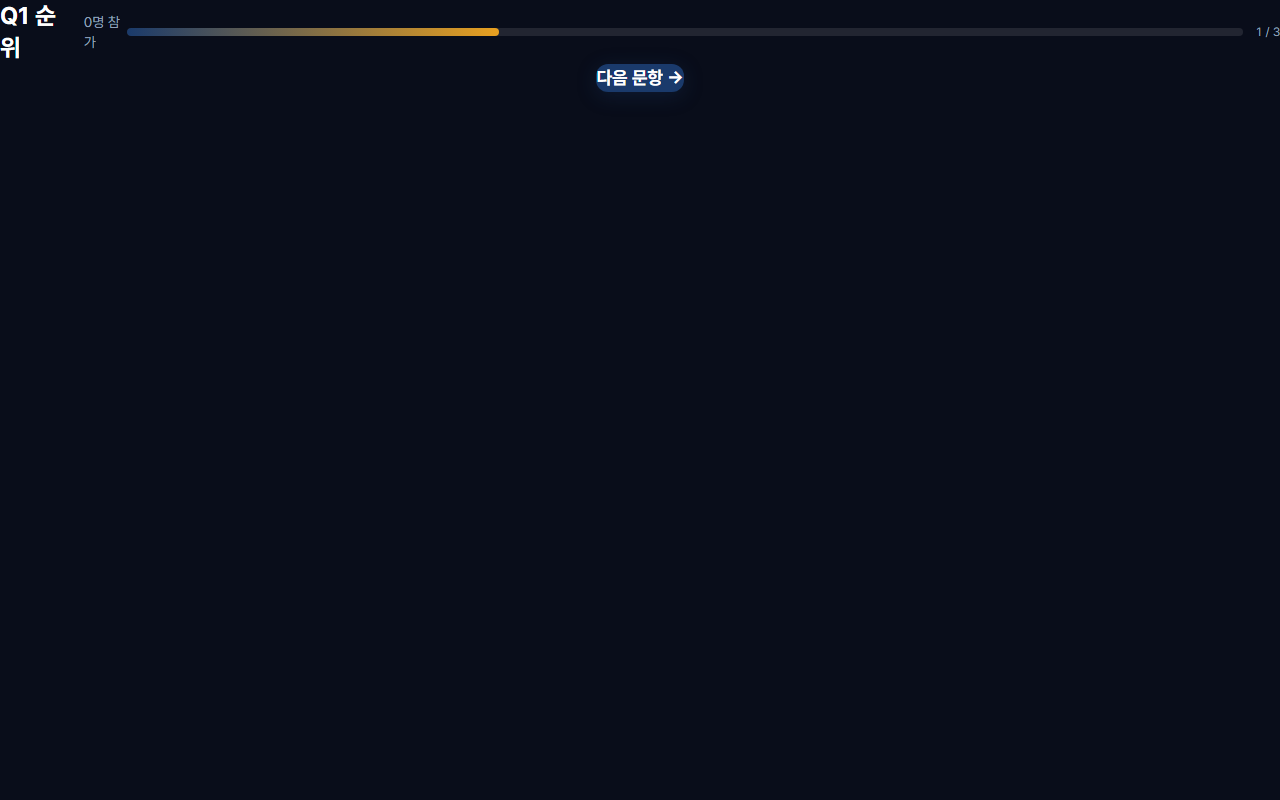 Q1 순
위
0명 참
가
1 / 3
다음 문항 →